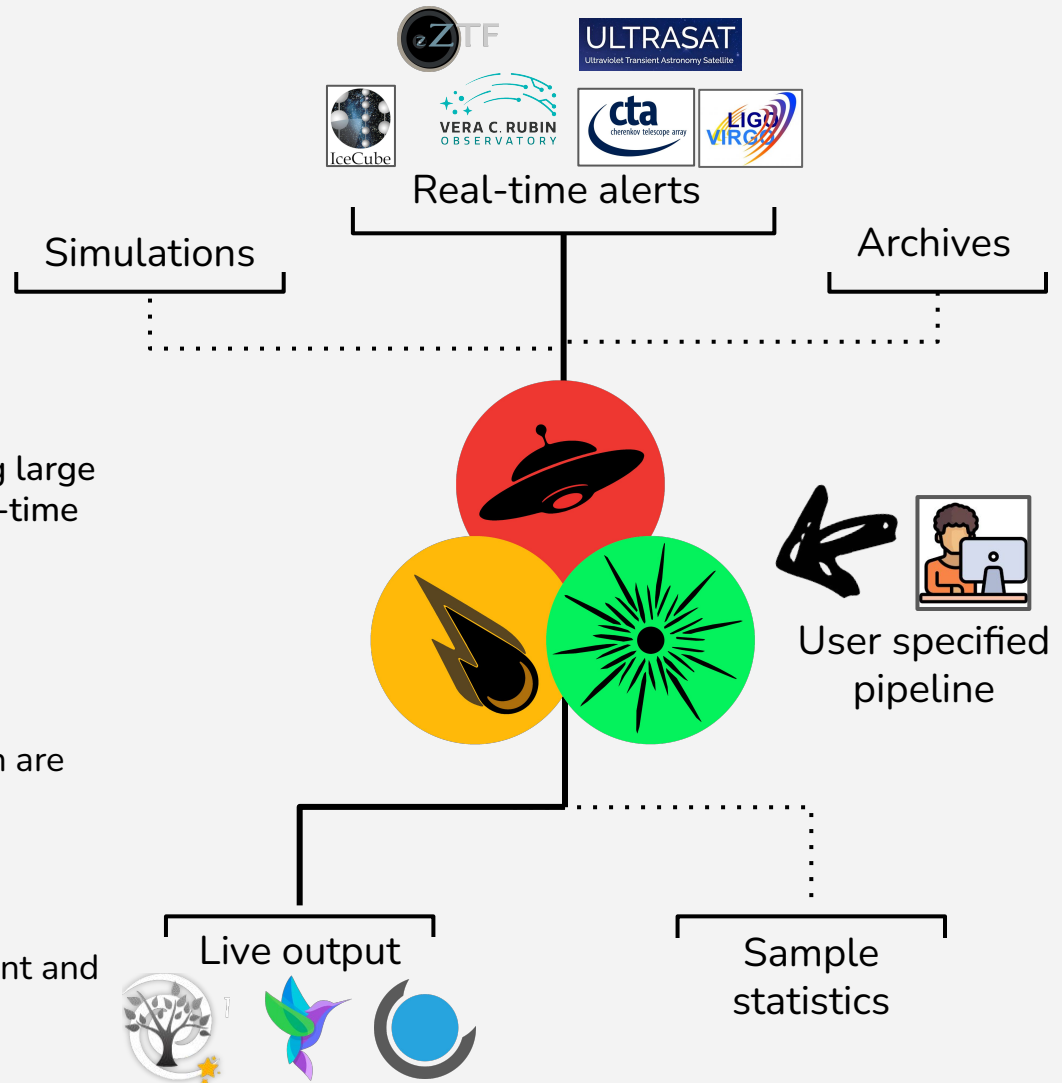 ZTF
ULTRASAT
Ultraviolet Transient Astronomy Satellite
IceCube
VERA C. RUBIN
OBSERVATORY
cta
cherenkov telescope array
LIGO
VIRGO
Real-time alerts
Simulations
Archives
g large
-time
User specified
pipeline
n are
Live output
Sample
statistics
nt and